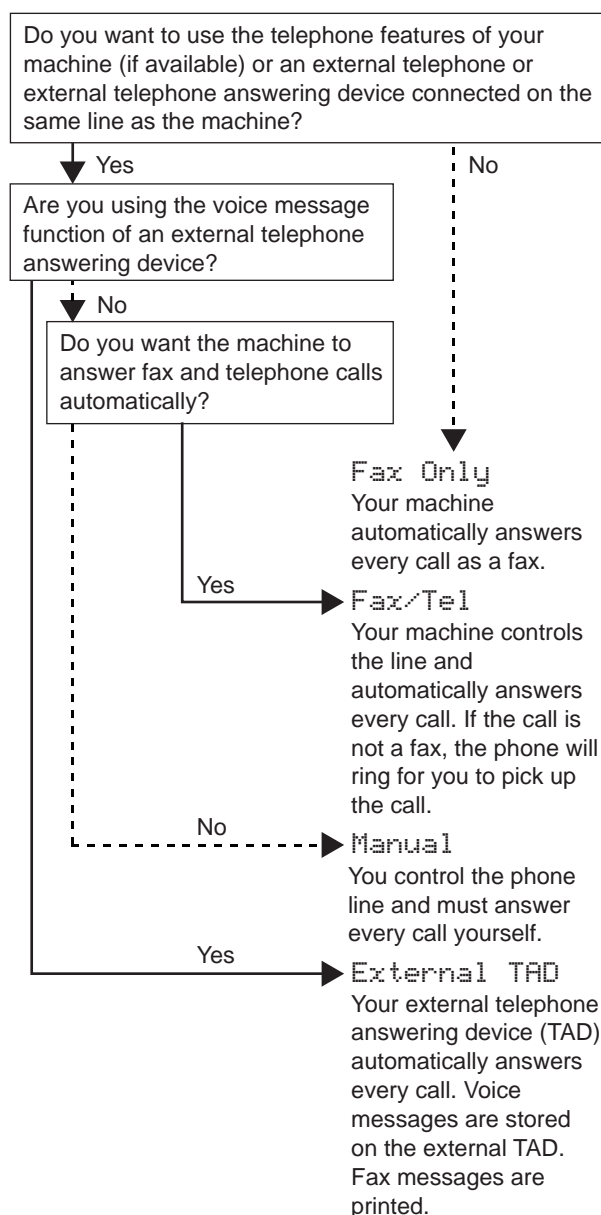 Do you want to use the telephone features of your
machine (if available) or an external telephone or
external telephone answering device connected on the
same line as the machine?
Yes
No
Are you using the voice message
function of an external telephone
answering device?
No
Do you want the machine to
answer fax and telephone calls
automatically?
Fax Only
Your machine
automatically answers
every call as a fax.
Yes
Fax/Tel
Your machine controls
the line and
automatically answers
every call. If the call is
not a fax, the phone will
ring for you to pick up
the call.
No
Manual
You control the phone
line and must answer
every call yourself.
Yes
External TAD
Your external telephone
answering device (TAD)
automatically answers
every call. Voice
messages are stored
on the external TAD.
Fax messages are
printed.